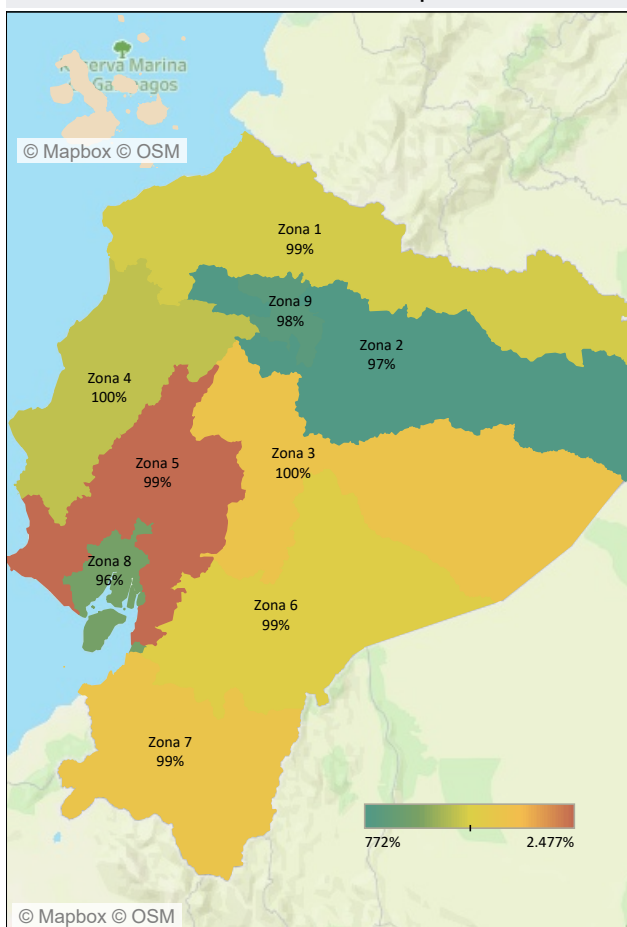 Reserva Marina
de Galápagos
© Mapbox © OSM
Zona 1
99%
Zona 9
98%
Zona 2
97%
Zona 4
100%
Zona 3
100%
Zona 5
99%
Zona 8
96%
Zona 6
99%
Zona 7
99%
772%
2.477%
© Mapbox © OSM